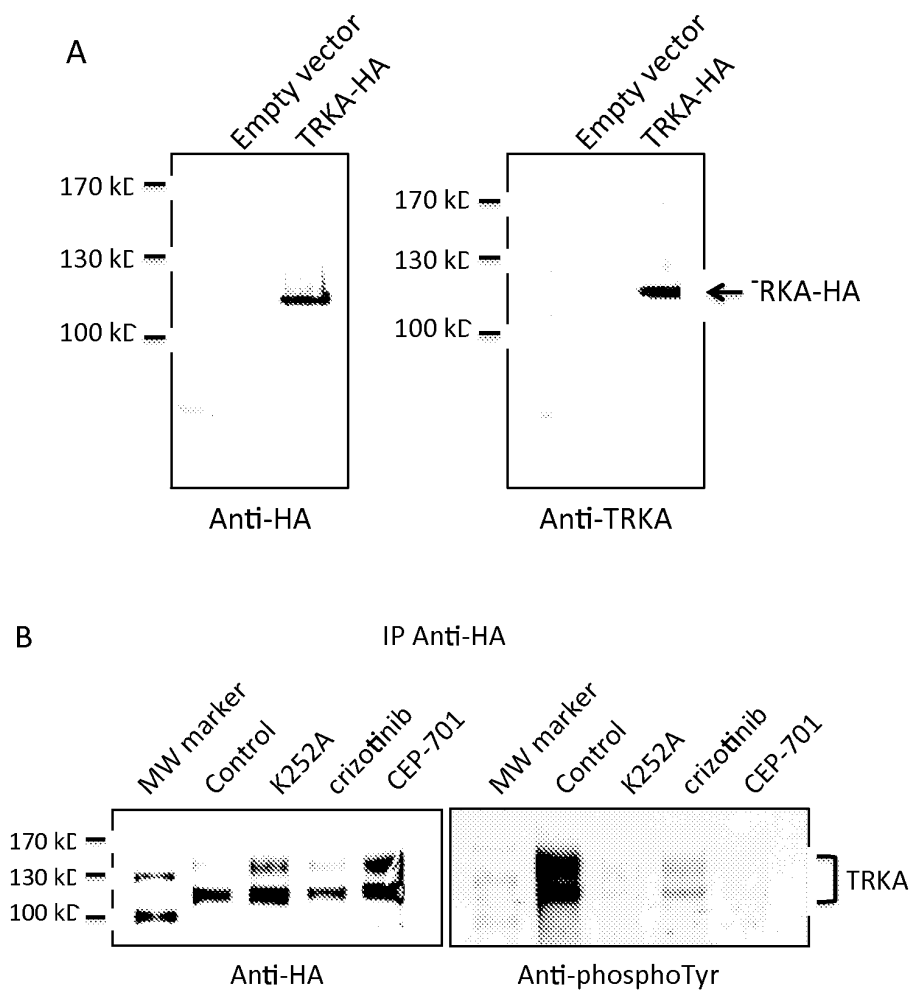 A
Empty vector
TRKA-HA
Empty vector
TRKA-HA
170 kD
130 kD
100 kD
170 kD
130 kD
100 kD
RKA-HA
Anti-HA
Anti-TRKA
B
IP Anti-HA
MW marker
Control
K252A
crizotinib
CEP-701
MW marker
Control
K252A
crizotinib
CEP-701
170 kD
130 kD
100 kD
TRKA
Anti-HA
Anti-phosphoTyr